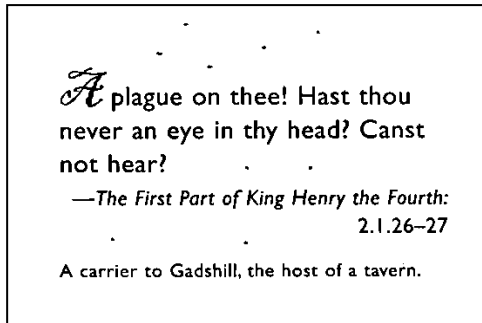 A plague on thee! Hast thou
never an eye in thy head? Canst
not hear?
—The First Part of King Henry the Fourth:
2.1.26–27
A carrier to Gadshill, the host of a tavern.